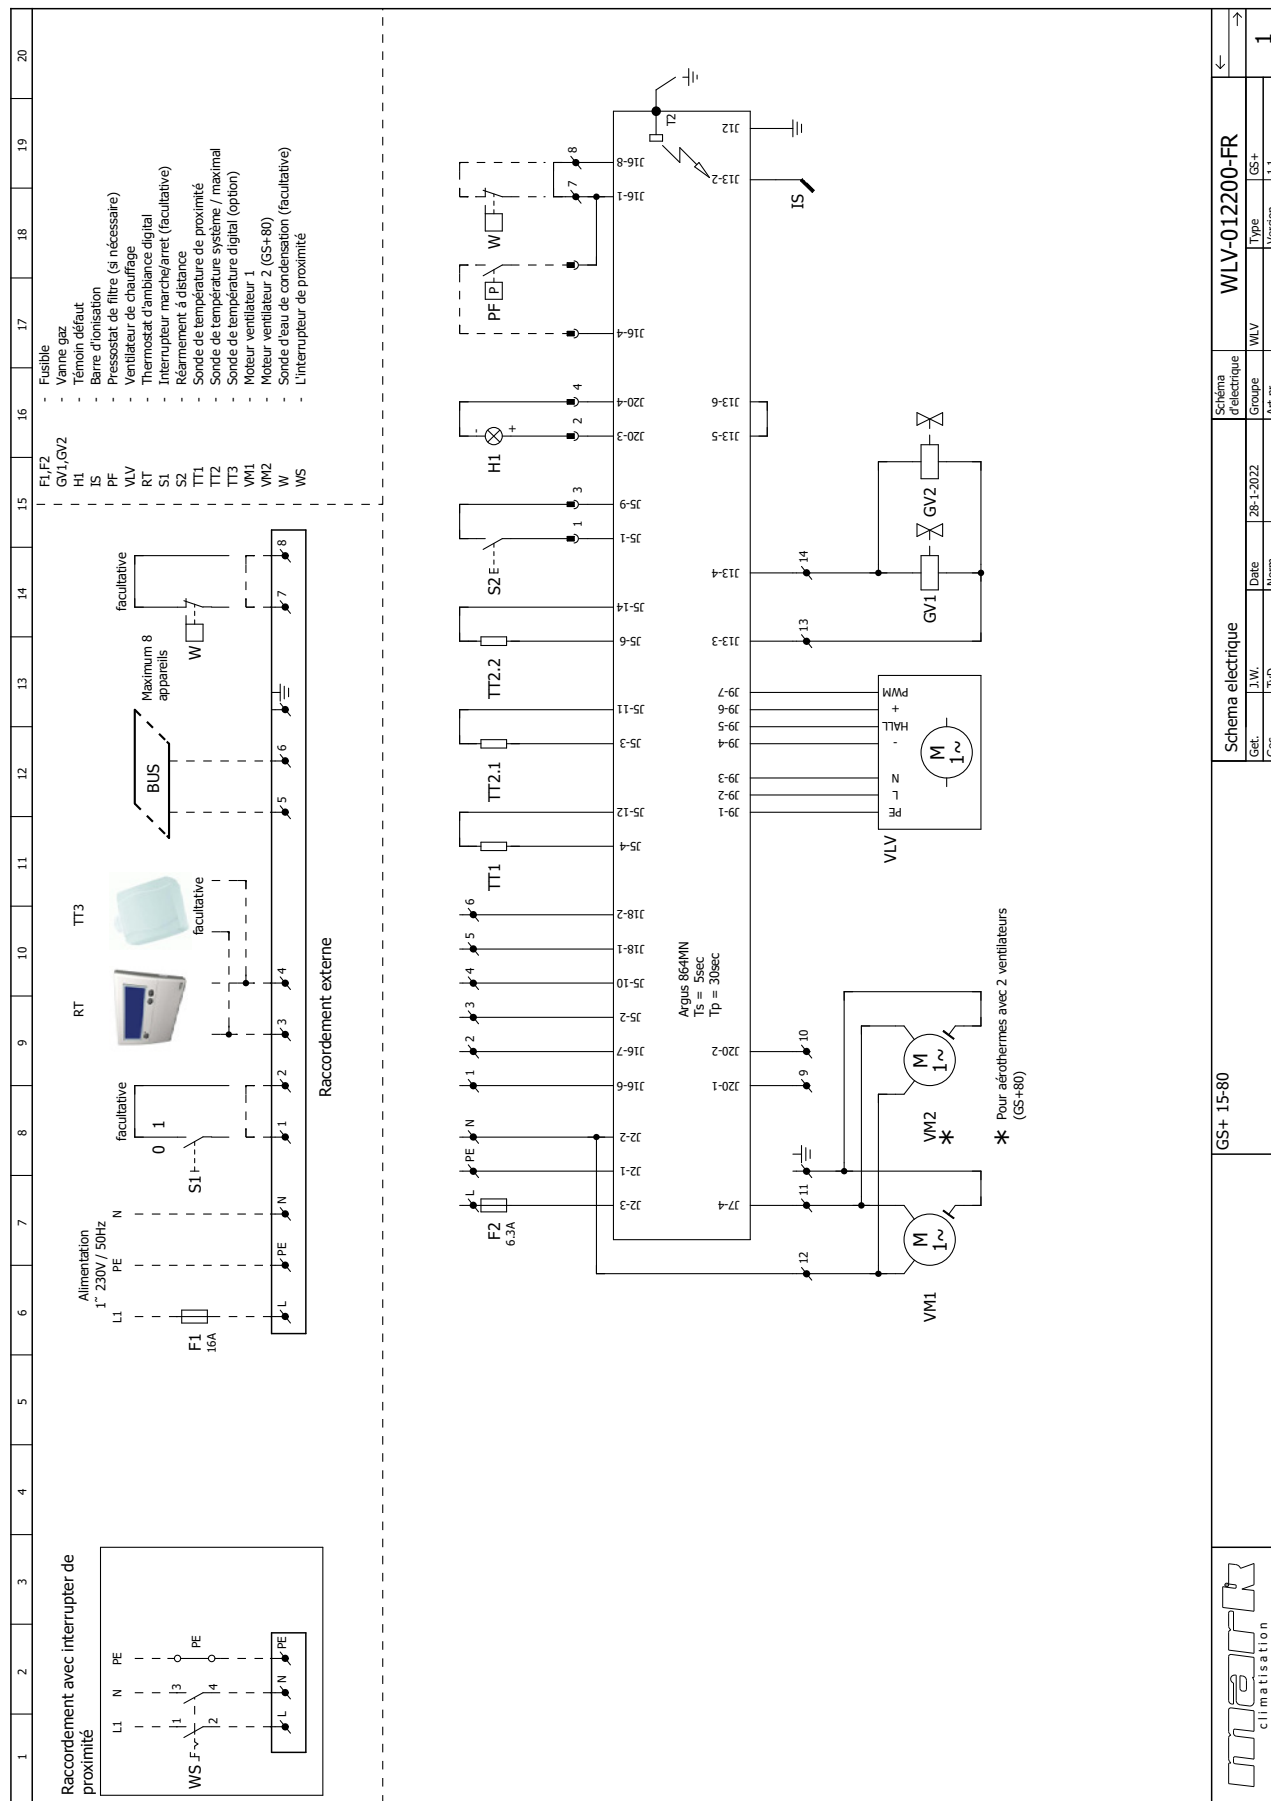 1 2 3 4 5 6 7 8 9 10 11 12 13 14 15 16 17 18 19 20
Raccordement avec interrupter de
proximité
L1 N PE
1 3 PE
WS
2 4
L N PE
Alimentation
1~ 230V / 50Hz
L1 PE N
F1
16A
L PE N
facultative
0 1
S1
1 2
RT
TT3
facultative
3 4
BUS
Maximum 8
appareils
5 6
facultative
W
7 8
Raccordement externe
F1,F2 - Fusible
GV1,GV2 - Vanne gaz
H1 - Témoin défaut
IS - Barre d'ionisation
PF - Pressostat de filtre (si nécessaire)
VLV - Ventilateur de chauffage
RT - Thermostat d'ambiance digital
S1 - Interrupteur marche/arret (facultative)
S2 - Réarmement á distance
TT1 - Sonde de température de proximité
TT2 - Sonde de température système / maximal
TT3 - Sonde de température digital (option)
VM1 - Moteur ventilateur 1
VM2 - Moteur ventilateur 2 (GS+80)
W - Sonde d'eau de condensation (facultative)
WS - L'interrupteur de proximité
L PE N 1 2 3 4 5 6
F2
6.3A
TT1
TT2.1
TT2.2
S2
1 3
H1
- +
2 4
PF
P
W
7 8
J2-3 J2-1 J2-2 J16-6 J16-7 J5-2 J5-10 J18-1 J18-2 J5-4 J5-12 J5-3 J5-11 J5-6 J5-14 J5-1 J5-9 J20-3 J20-4 J16-4 J16-1 J16-8
Argus 864MN
Ts = 5sec
Tp = 30sec
T2
J7-4 J20-1 J20-2 J9-1 J9-2 J9-3 J9-4 J9-5 J9-6 J9-7 J13-3 J13-4 J13-5 J13-6 J13-2 J12
12 11 9 10 13 14
PE L N - HALL + PWM
M
1~
VLV
IS
GV1
GV2
M
1~
VM1
M
1~
VM2
*
* Pour aérothermes avec 2 ventilateurs
(GS+80)
mark
climatisation
GS+ 15-80
Schema electrique
Get. J.W. Date 28-1-2022
Schéma
d'electrique
WLV-012200-FR
Groupe WLV Type GS+
1